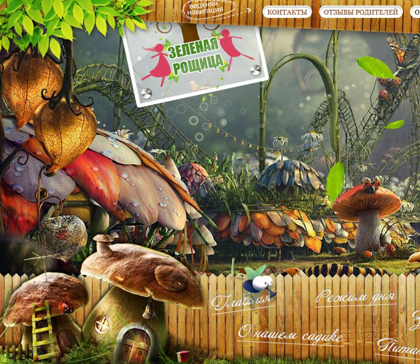 КОНТАКТЫ
ОТЗЫВЫ РОДИТЕЛЕЙ
О
ЗЕЛЕНАЯ
РОЩИЦА
Главная
Режим дня
О нашем садике